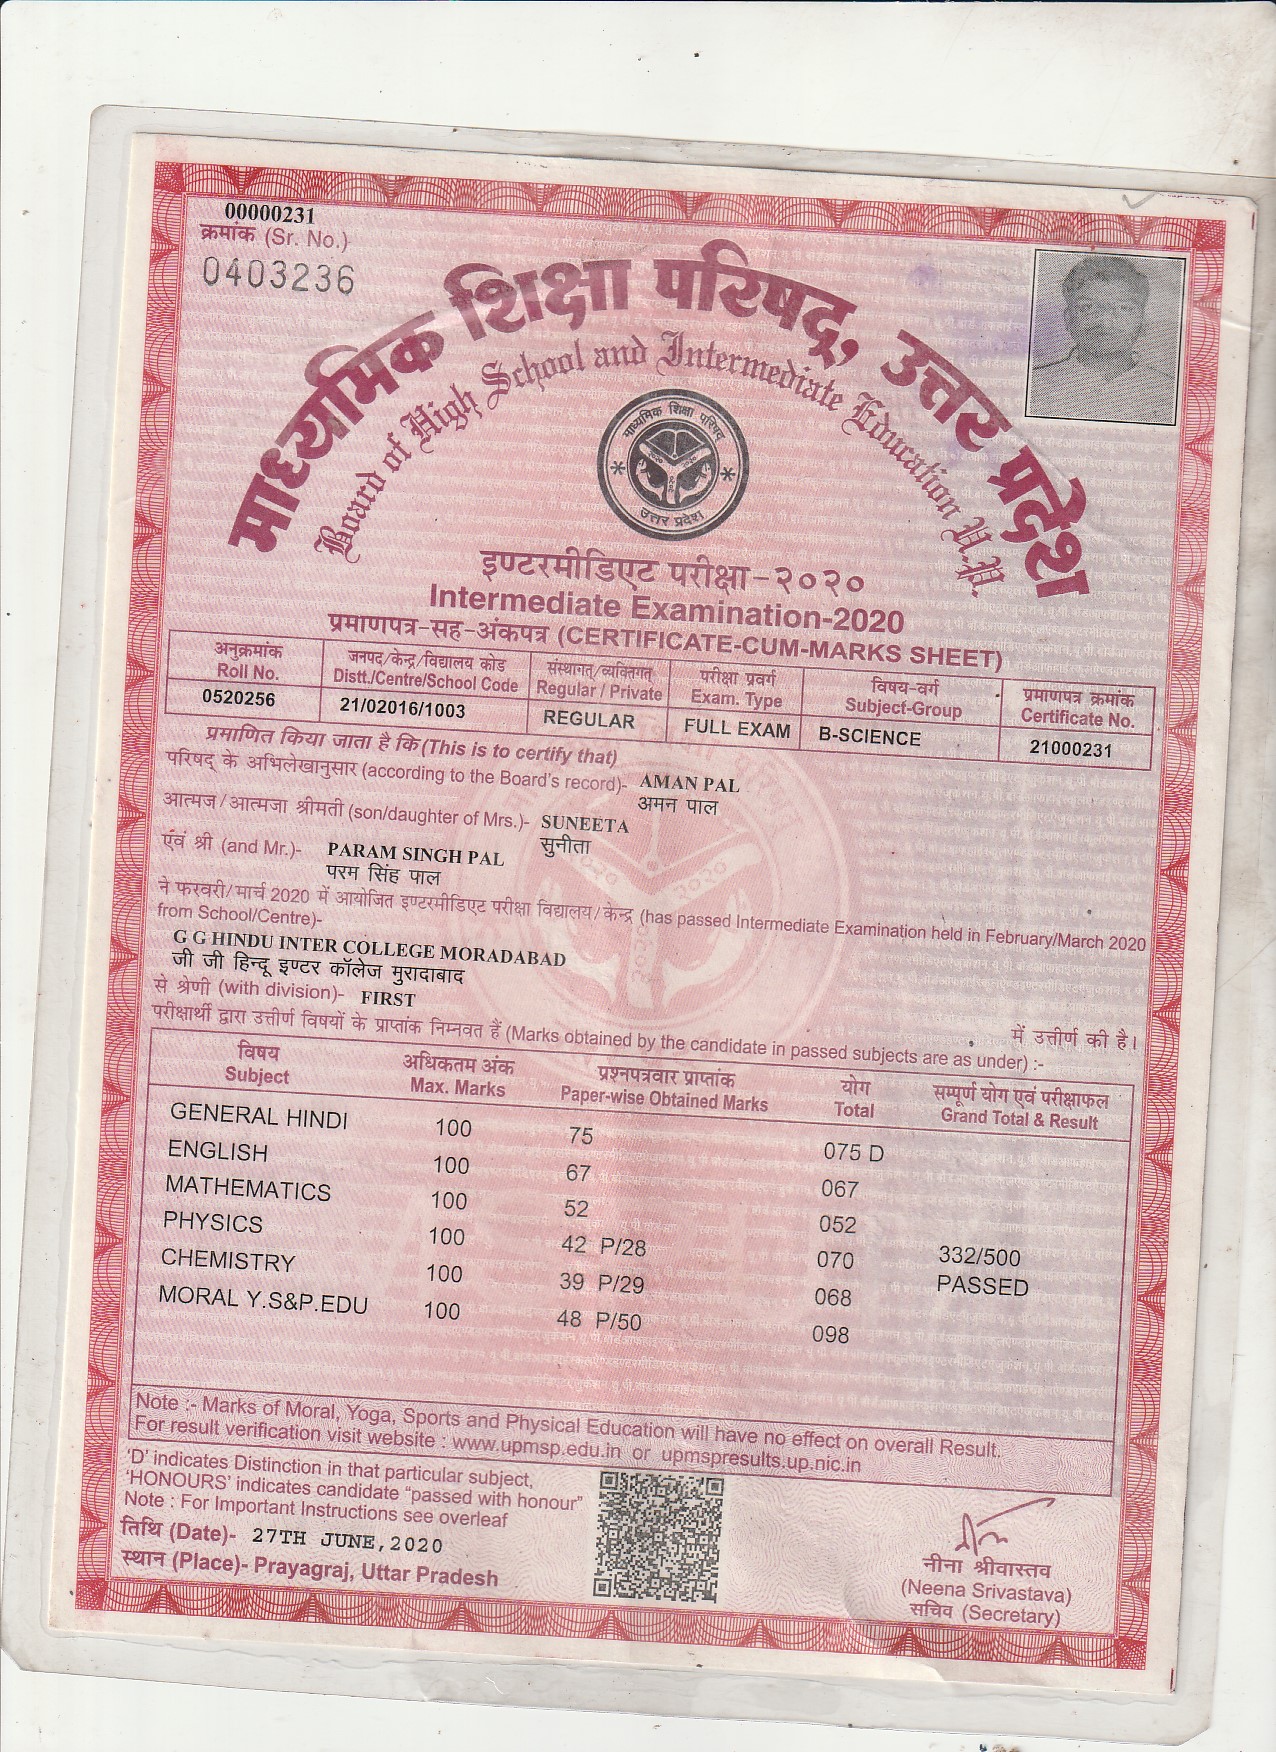 00000231
क्रमांक (Sr. No.)
0403236
माध्यमिक शिक्षा परिषद्, उत्तर प्रदेश
Board of High School and Intermediate Education U.P.
माध्यमिक शिक्षा परिषद्
उत्तर प्रदेश
इण्टरमीडिएट परीक्षा-२०२०
Intermediate Examination-2020
प्रमाणपत्र-सह-अंकपत्र (CERTIFICATE-CUM-MARKS SHEET)
अनुक्रमांक जनपद/केन्द्र/विद्यालय कोड संस्थागत/व्यक्तिगत परीक्षा प्रवर्ग विषय-वर्ग प्रमाणपत्र क्रमांक
Roll No. Distt./Centre/School Code Regular / Private Exam. Type Subject-Group Certificate No.
0520256 21/02016/1003 REGULAR FULL EXAM B-SCIENCE 21000231
प्रमाणित किया जाता है कि (This is to certify that)
परिषद् के अभिलेखानुसार (according to the Board's record)- AMAN PAL
अमन पाल
आत्मज/आत्मजा श्रीमती (son/daughter of Mrs.)- SUNEETA
सुनीता
एवं श्री (and Mr.)- PARAM SINGH PAL
परम सिंह पाल
ने फरवरी/मार्च 2020 में आयोजित इण्टरमीडिएट परीक्षा विद्यालय/केन्द्र (has passed Intermediate Examination held in February/March 2020
from School/Centre)-
G G HINDU INTER COLLEGE MORADABAD
जी जी हिन्दू इण्टर कॉलेज मुरादाबाद
से श्रेणी (with division)- FIRST
में उत्तीर्ण की है।
परीक्षार्थी द्वारा उत्तीर्ण विषयों के प्राप्तांक निम्नवत हैं (Marks obtained by the candidate in passed subjects are as under) :-
विषय अधिकतम अंक प्रश्नपत्रवार प्राप्तांक योग सम्पूर्ण योग एवं परीक्षाफल
Subject Max. Marks Paper-wise Obtained Marks Total Grand Total & Result
GENERAL HINDI 100 75 075 D
ENGLISH 100 67 067
MATHEMATICS 100 52 052
PHYSICS 100 42 P/28 070 332/500
CHEMISTRY 100 39 P/29 068 PASSED
MORAL Y.S&P.EDU 100 48 P/50 098
Note :- Marks of Moral, Yoga, Sports and Physical Education will have no effect on overall Result.
For result verification visit website : www.upmsp.edu.in or upmspresults.up.nic.in
'D' indicates Distinction in that particular subject,
'HONOURS' indicates candidate "passed with honour"
Note : For Important Instructions see overleaf
तिथि (Date)- 27TH JUNE, 2020
स्थान (Place)- Prayagraj, Uttar Pradesh
नीना श्रीवास्तव
(Neena Srivastava)
सचिव (Secretary)